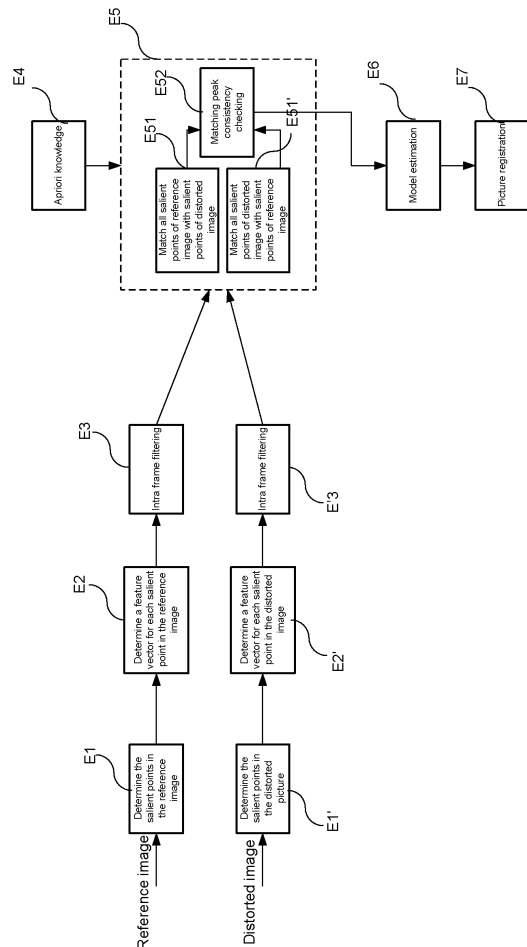 Reference image
E1
Determine the
salient points in
the reference
image
E2
Determine a feature
vector for each salient
point in the reference
image
E3
Intra frame filtering
Distorted image
Determine the
salient points in
the distorted
picture
E1'
Determine a feature
vector for each salient
point in the distorted
image
E2'
Intra frame filtering
E'3
E4
Apriori knowledge
E5
E51
Match all salient
points of reference
image with salient
points of distorted
image
E52
Matching peak
consistency
checking
Match all salient
points of distorted
image with salient
points of reference
image
E51'
E6
Model estimation
E7
Picture registration